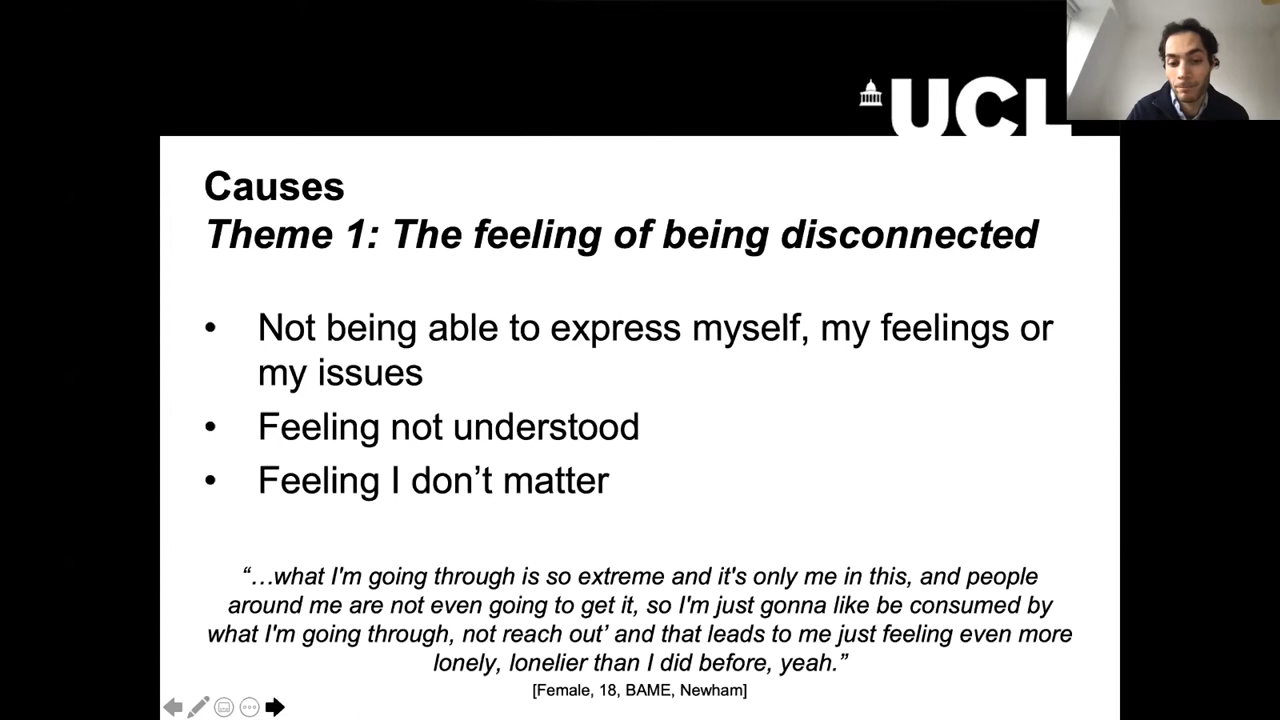 UCL
Causes
Theme 1: The feeling of being disconnected
• Not being able to express myself, my feelings or
my issues
• Feeling not understood
• Feeling I don’t matter
“…what I'm going through is so extreme and it's only me in this, and people
around me are not even going to get it, so I'm just gonna like be consumed by
what I'm going through, not reach out’ and that leads to me just feeling even more
lonely, lonelier than I did before, yeah.”
[Female, 18, BAME, Newham]